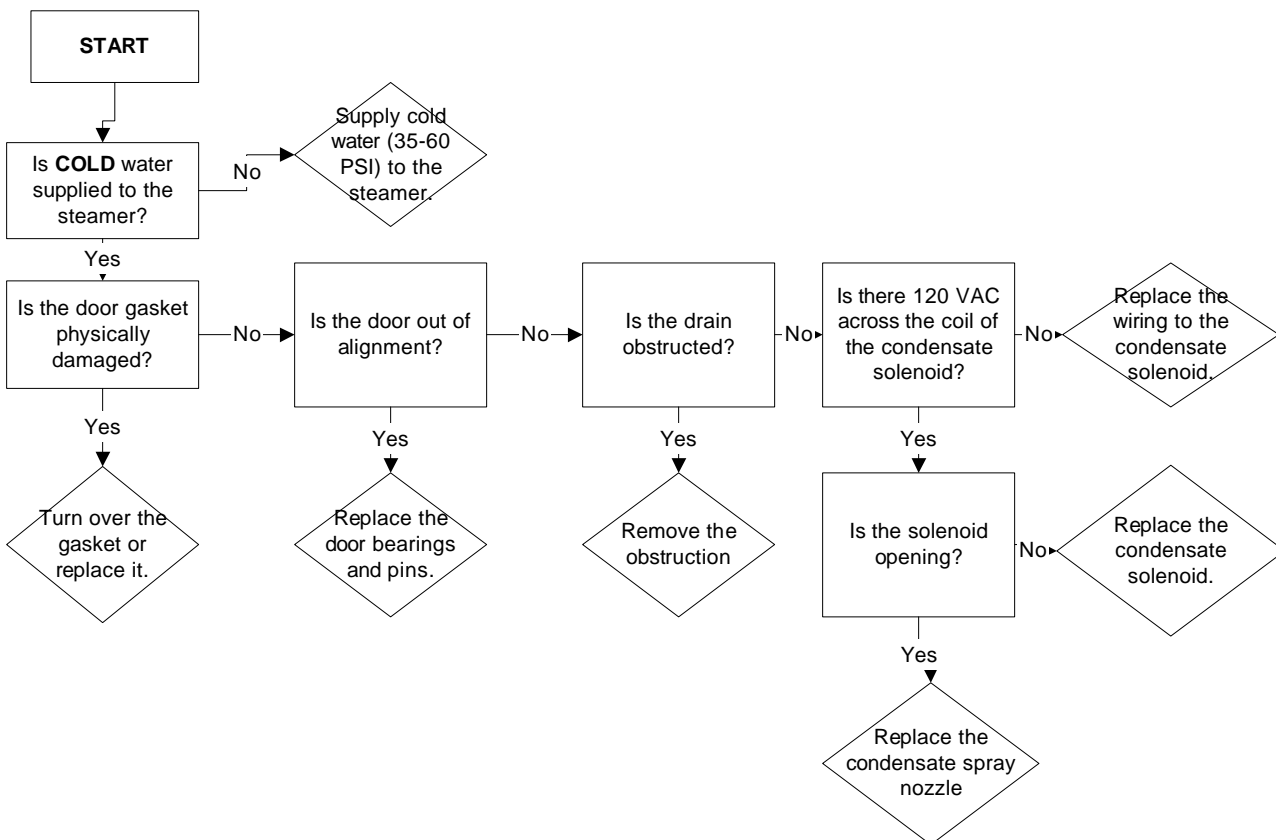 START
Is COLD water
supplied to the
steamer?
No
Supply cold
water (35-60
PSI) to the
steamer.
Yes
Is the door gasket
physically
damaged?
No
Is the door out of
alignment?
No
Is the drain
obstructed?
No
Is there 120 VAC
across the coil of
the condensate
solenoid?
No
Replace the
wiring to the
condensate
solenoid.
Yes
Turn over the
gasket or
replace it.
Yes
Replace the
door bearings
and pins.
Yes
Remove the
obstruction
Yes
Is the solenoid
opening?
No
Replace the
condensate
solenoid.
Yes
Replace the
condensate spray
nozzle